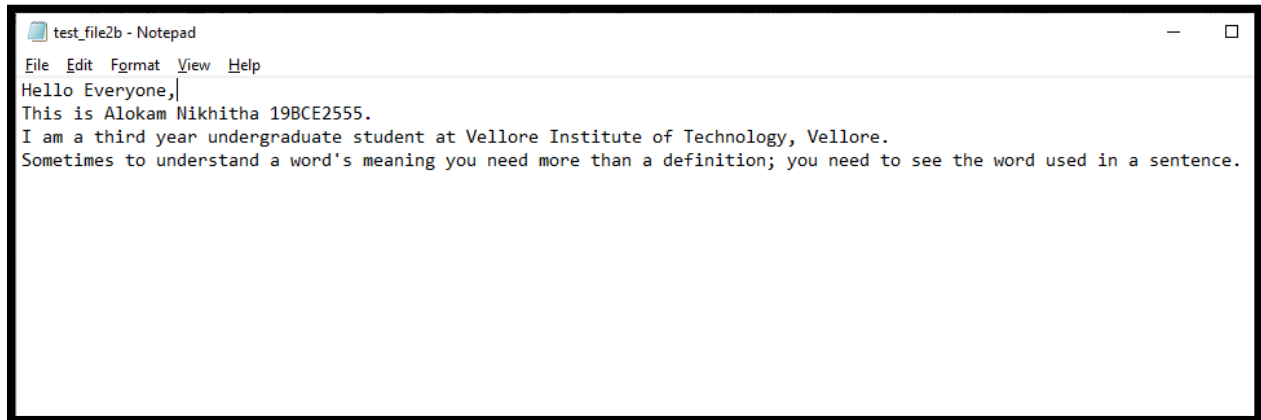 test_file2b - Notepad
File Edit Format View Help
Hello Everyone,
This is Alokam Nikhitha 19BCE2555.
I am a third year undergraduate student at Vellore Institute of Technology, Vellore.
Sometimes to understand a word's meaning you need more than a definition; you need to see the word used in a sentence.